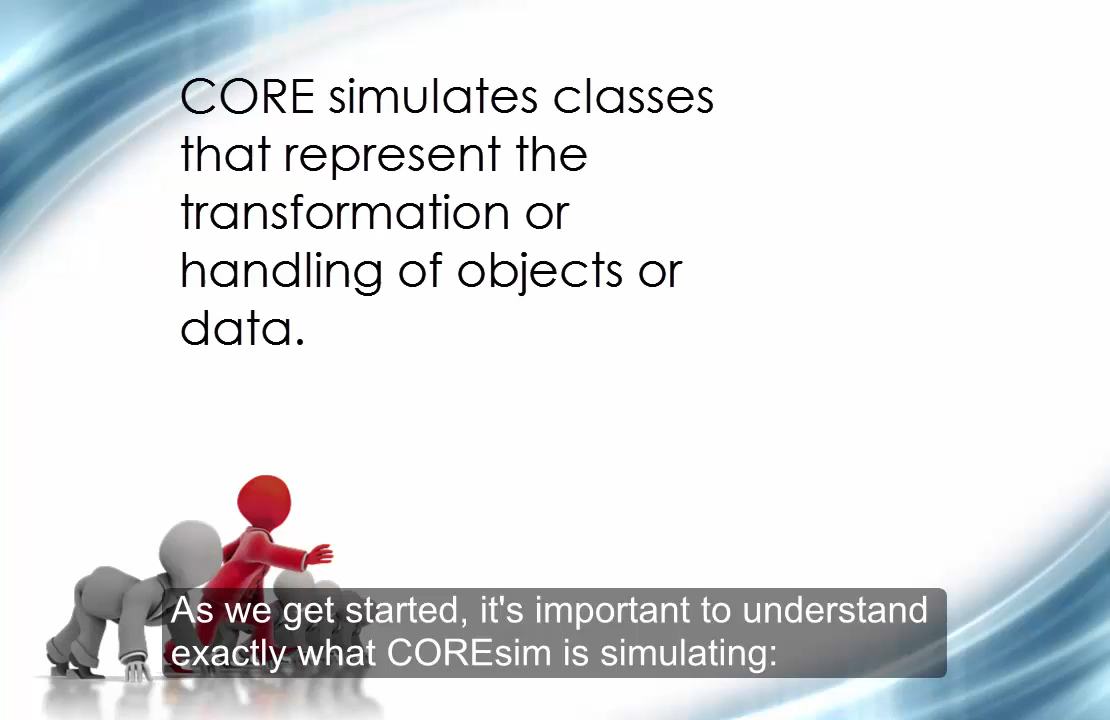 CORE simulates classes
that represent the
transformation or
handling of objects or
data.
As we get started, it's important to understand
exactly what COREsim is simulating: